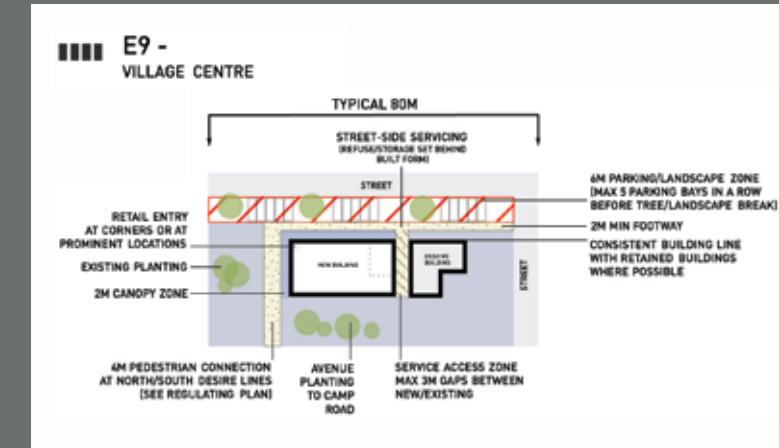 E9 -
VILLAGE CENTRE
TYPICAL 80M
STREET-SIDE SERVICING
(REFUSE/STORAGE SET BEHIND
BUILT FORM)
STREET
6M PARKING/LANDSCAPE ZONE
(MAX 5 PARKING BAYS IN A ROW
BEFORE TREE/LANDSCAPE BREAK)
RETAIL ENTRY
AT CORNERS OR AT
PROMINENT LOCATIONS
2M MIN FOOTWAY
CONSISTENT BUILDING LINE
WITH RETAINED BUILDINGS
WHERE POSSIBLE
EXISTING PLANTING
NEW BUILDING
EXISTING
BUILDING
STREET
2M CANOPY ZONE
4M PEDESTRIAN CONNECTION
AT NORTH/SOUTH DESIRE LINES
(SEE REGULATING PLAN)
AVENUE
PLANTING
TO CAMP
ROAD
SERVICE ACCESS ZONE
MAX 3M GAPS BETWEEN
NEW/EXISTING